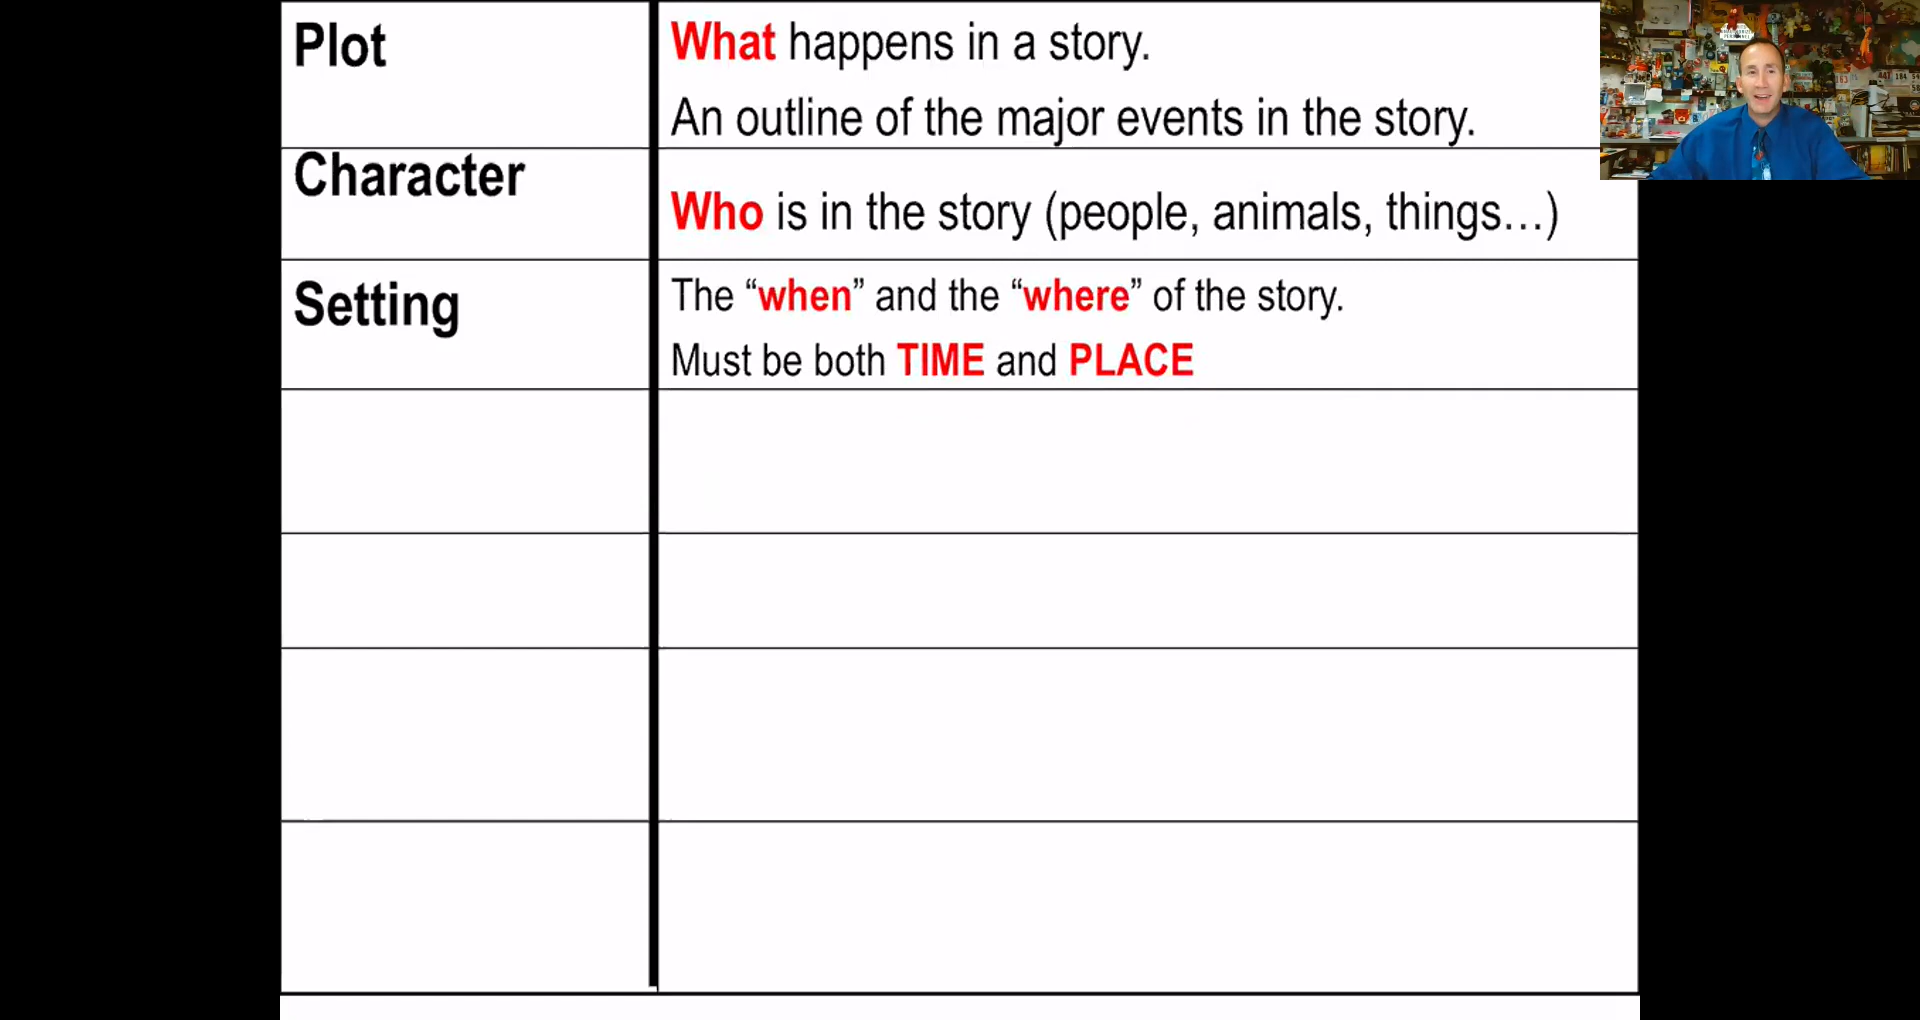 Plot
What happens in a story.
An outline of the major events in the story.
Character
Who is in the story (people, animals, things…)
Setting
The “when” and the “where” of the story.
Must be both TIME and PLACE